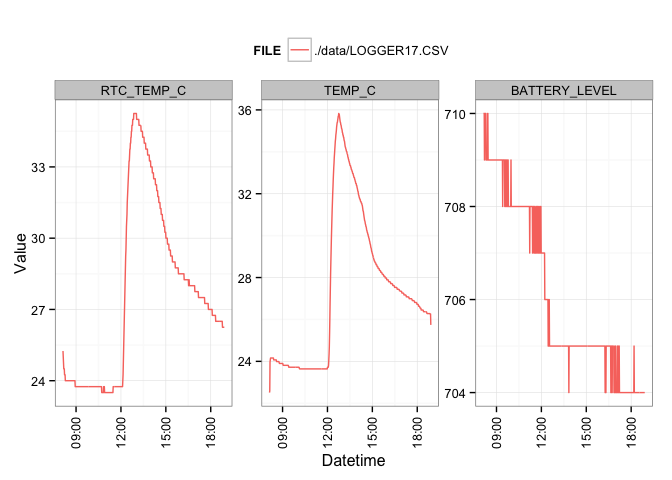 FILE ./data/LOGGER17.CSV
RTC_TEMP_C TEMP_C BATTERY_LEVEL
Value
33
30
27
24
36
32
28
24
710
708
706
704
09:00 12:00 15:00 18:00 09:00 12:00 15:00 18:00 09:00 12:00 15:00 18:00
Datetime